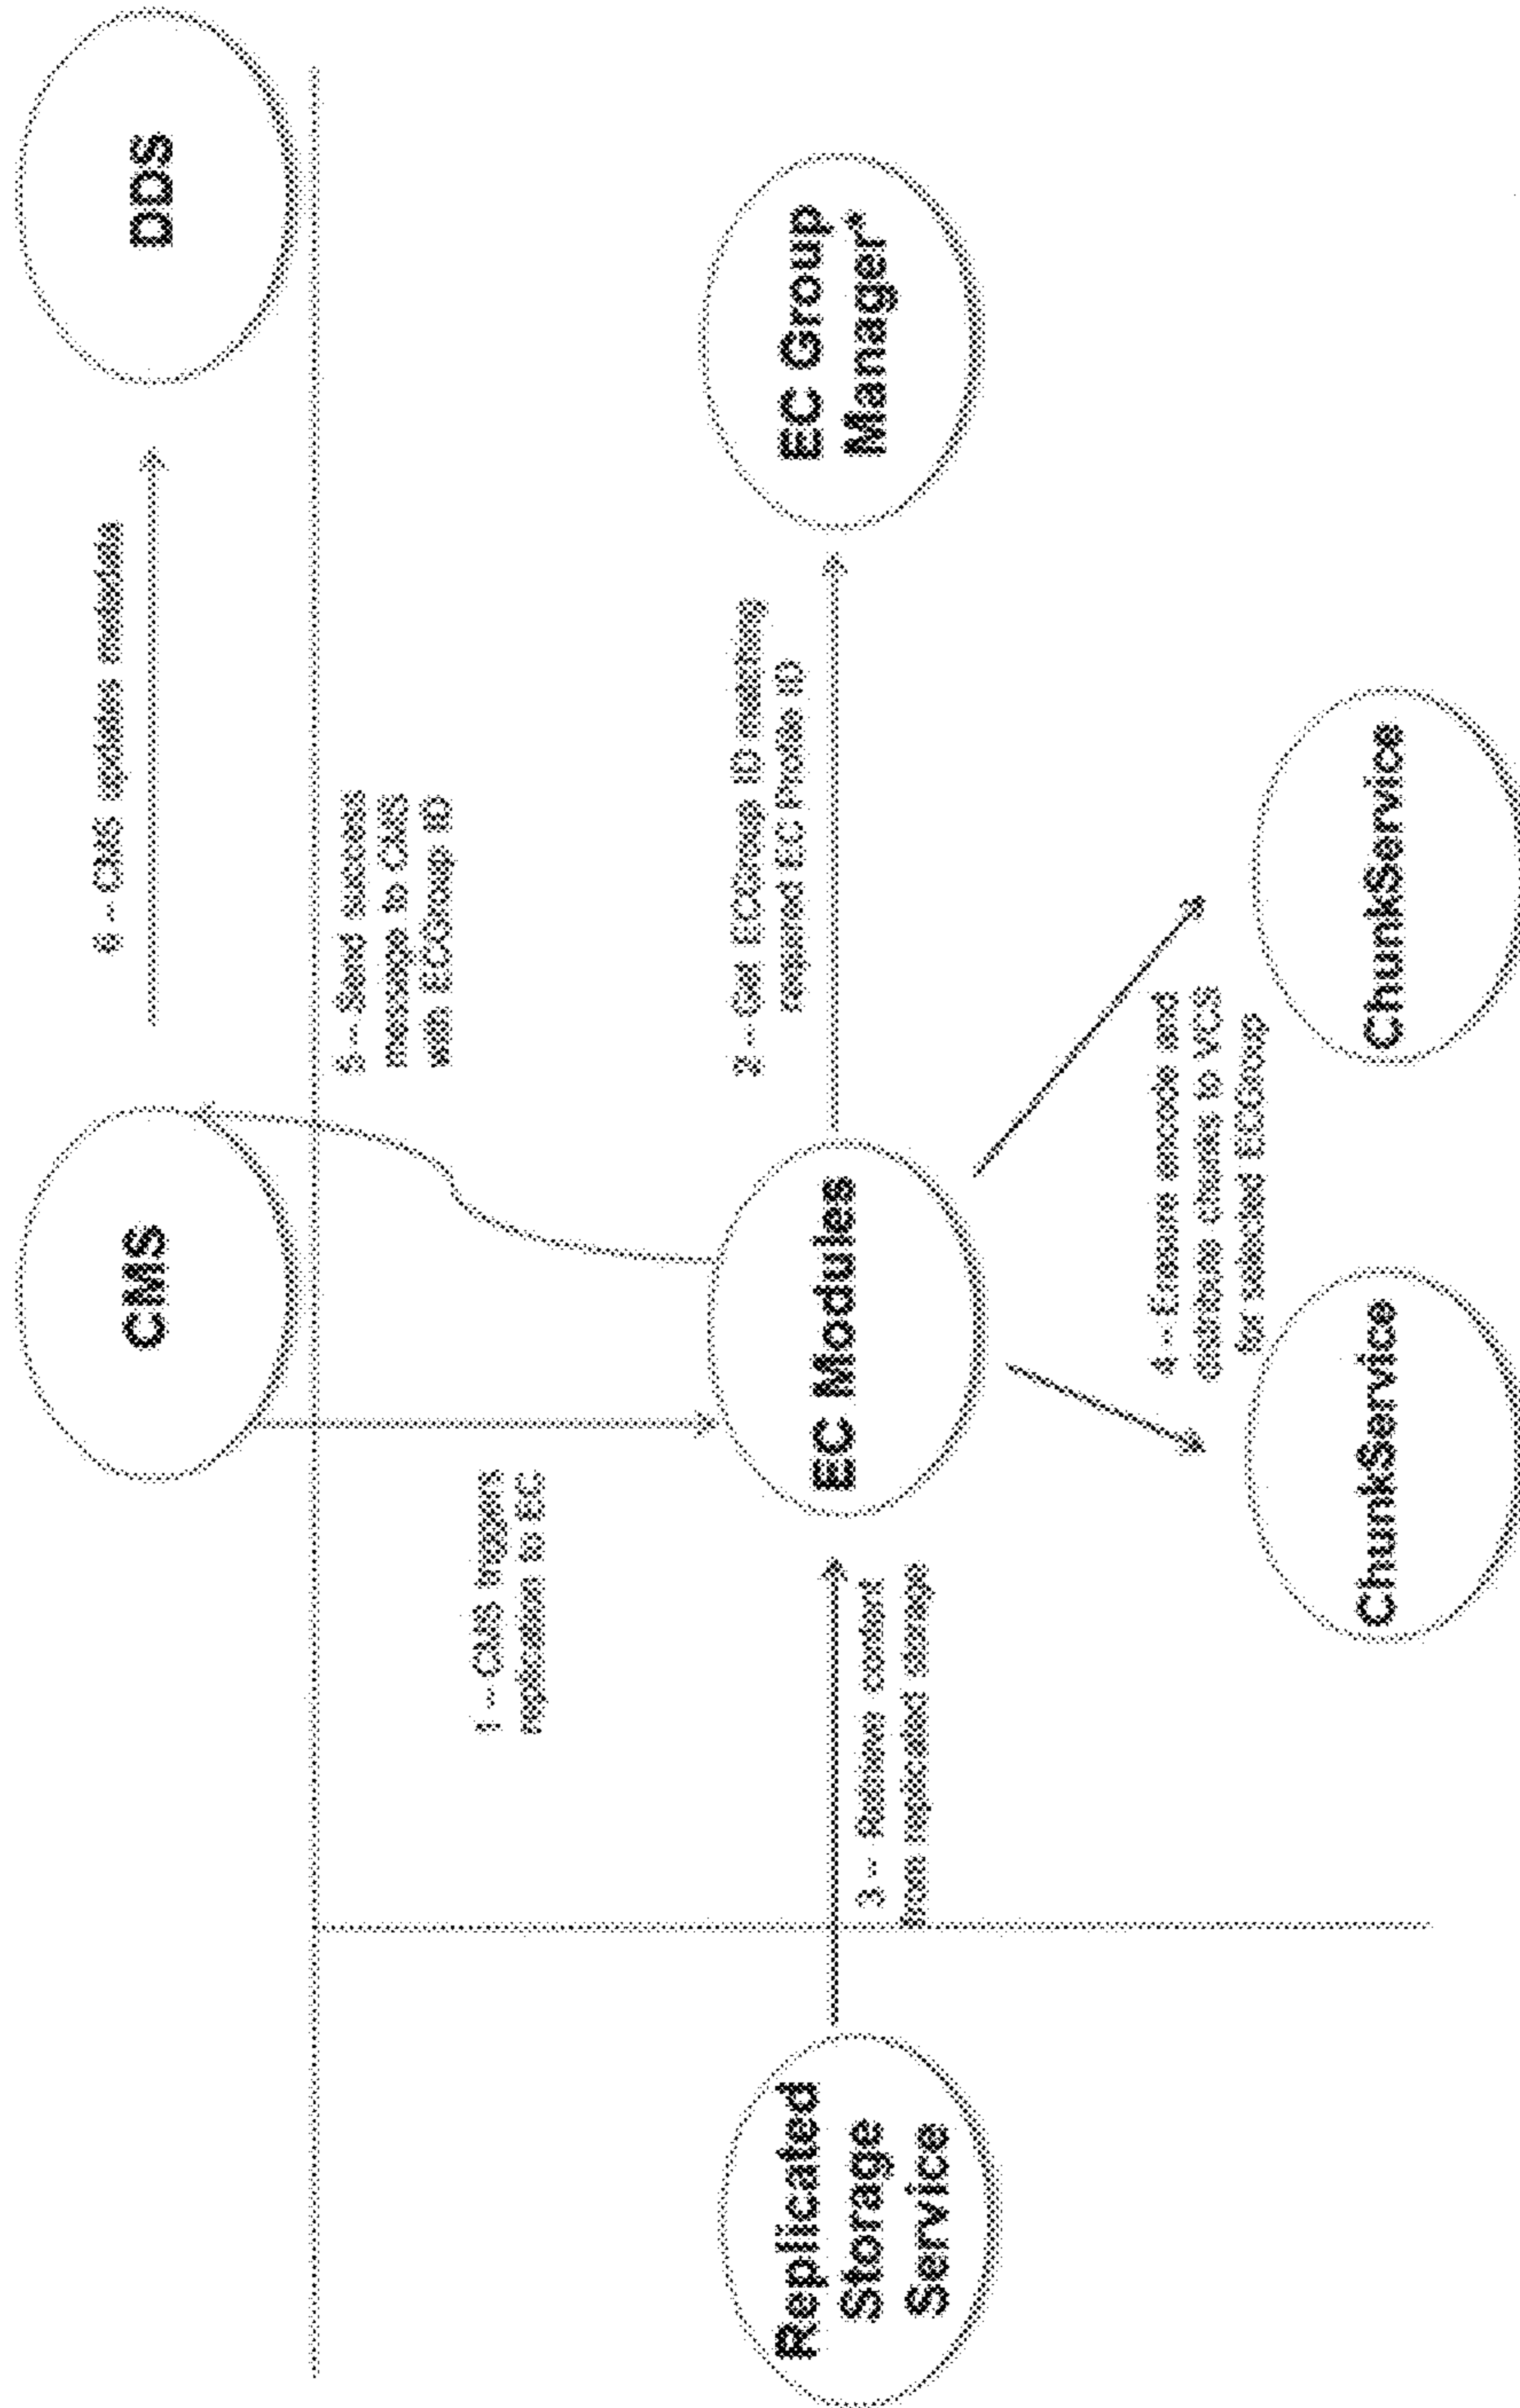 CMS
DDS
6 -- CMS updates metadata
5 -- Send success
message to CMS
with ECGroup ID
1 -- CMS triggers
replication to EC
Replicated
Storage
Service
3 -- Retrieve content
from replicated storage
EC Modules
2 -- Get ECGroup ID matching
required EC Profile ID
EC Group
Manager*
4 -- Erasure encode and
distribute chunks to VCS
for selected ECGroup
ChunkService
ChunkService